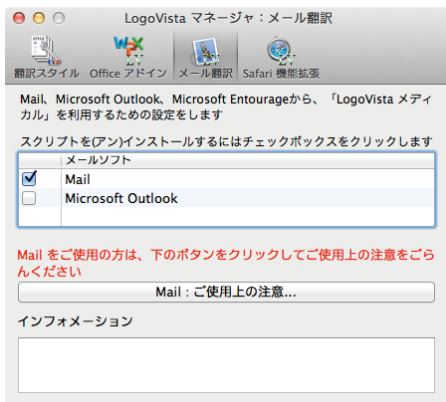 LogoVista マネージャ：メール翻訳
翻訳スタイル Office アドイン メール翻訳 Safari 機能拡張
Mail、Microsoft Outlook、Microsoft Entourageから、「LogoVista メディ
カル」を利用するための設定をします
スクリプトを(アン)インストールするにはチェックボックスをクリックします
メールソフト
Mail
Microsoft Outlook
Mail をご使用の方は、下のボタンをクリックしてご使用上の注意をごら
んください
Mail : ご使用上の注意...
インフォメーション